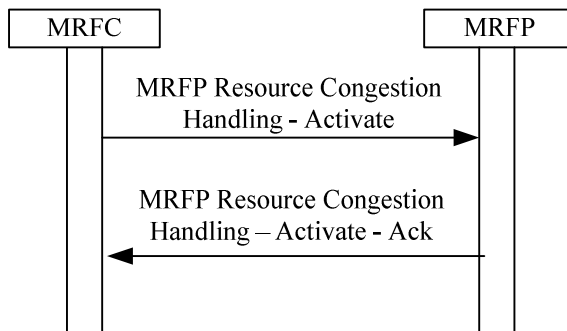 MRFC
MRFP
MRFP Resource Congestion
Handling - Activate
MRFP Resource Congestion
Handling – Activate - Ack